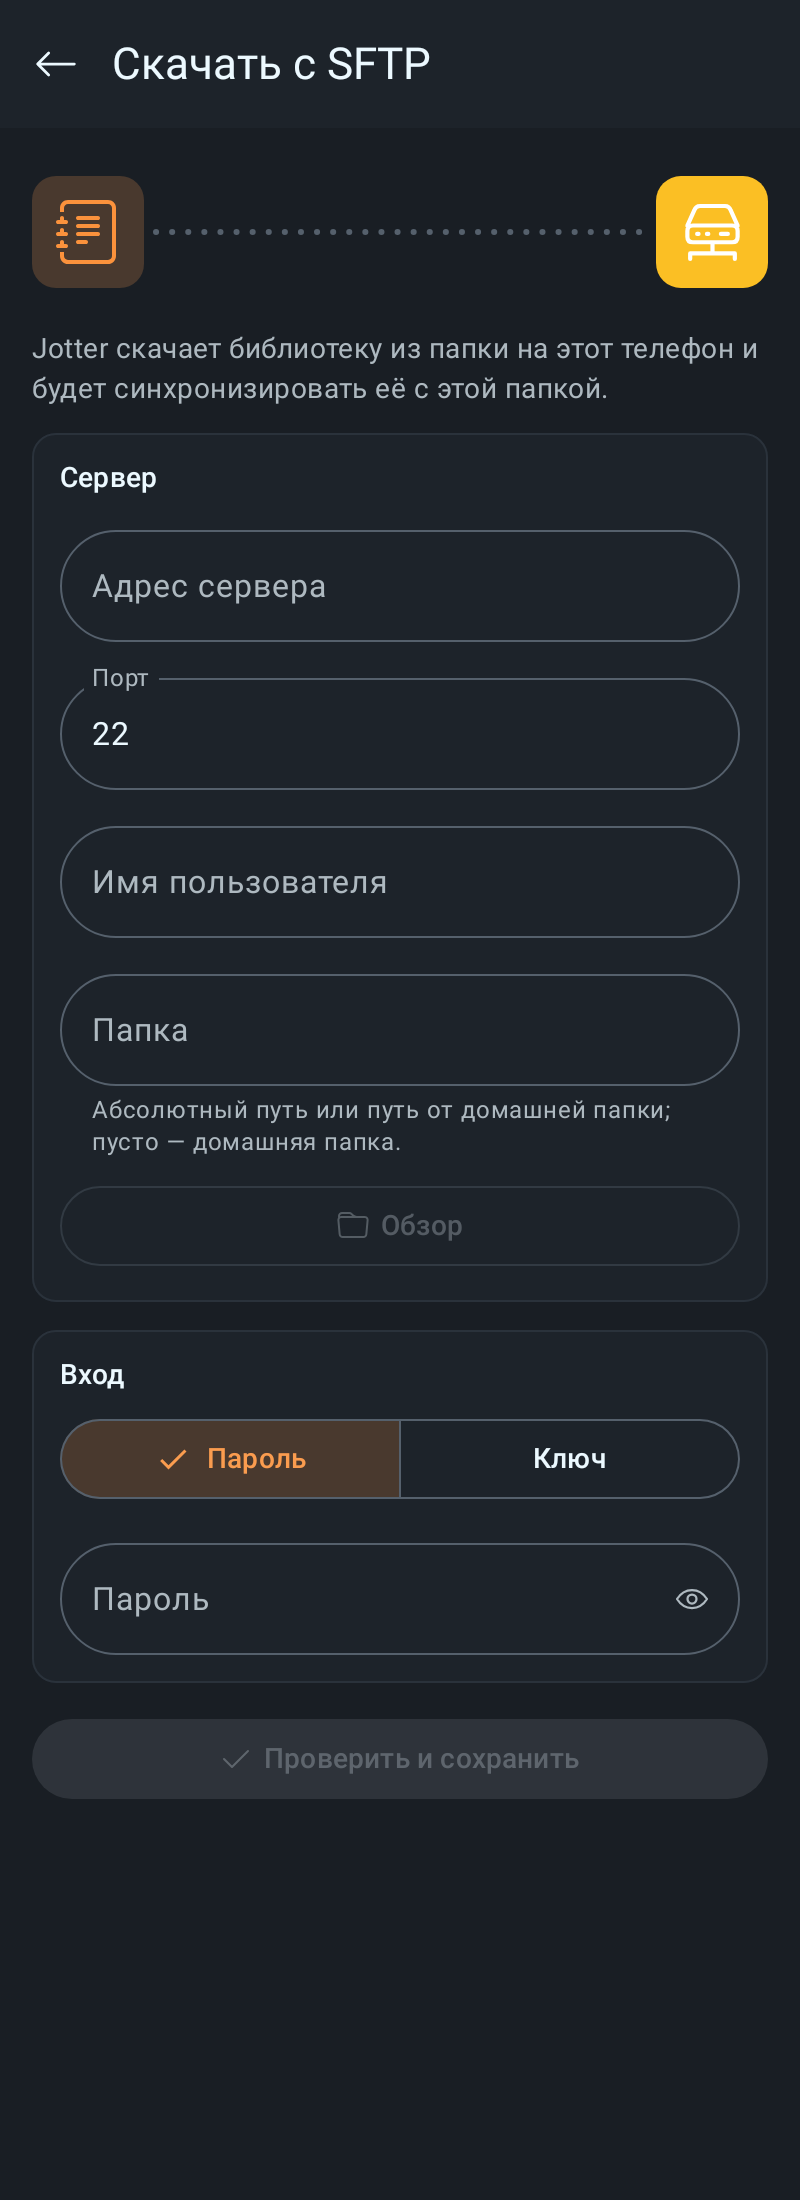 Скачать с SFTP
Jotter скачает библиотеку из папки на этот телефон и
будет синхронизировать её с этой папкой.
Сервер
Адрес сервера
Порт
22
Имя пользователя
Папка
Абсолютный путь или путь от домашней папки;
пусто — домашняя папка.
Обзор
Вход
Пароль
Ключ
Пароль
Проверить и сохранить